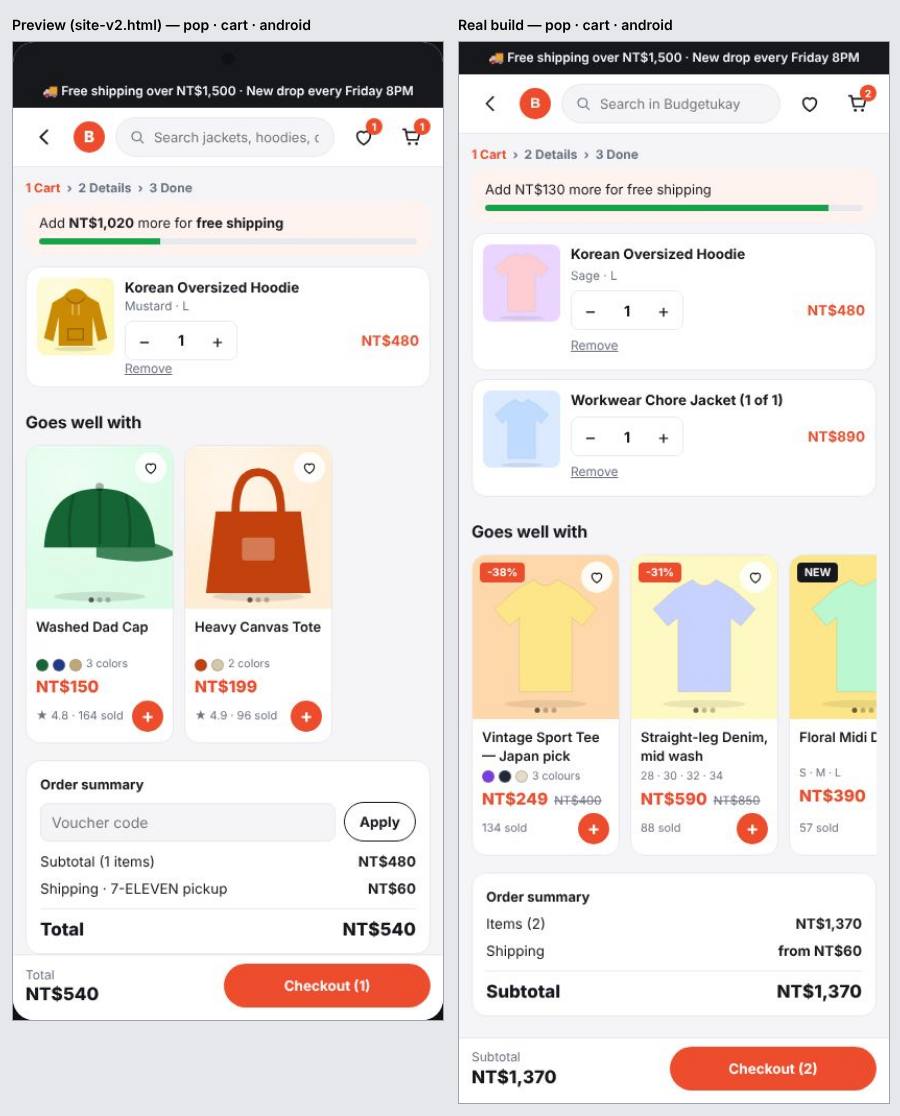 Preview (site-v2.html) — pop · cart · android
🚚 Free shipping over NT$1,500 · New drop every Friday 8PM
B
Search jackets, hoodies, c
1
1
1 Cart › 2 Details › 3 Done
Add NT$1,020 more for free shipping
Korean Oversized Hoodie
Mustard · L
− 1 +
NT$480
Remove
Goes well with
Washed Dad Cap
3 colors
NT$150
★ 4.8 · 164 sold
+
Heavy Canvas Tote
2 colors
NT$199
★ 4.9 · 96 sold
+
Order summary
Voucher code
Apply
Subtotal (1 items) NT$480
Shipping · 7-ELEVEN pickup NT$60
Total NT$540
Total
NT$540
Checkout (1)
Real build — pop · cart · android
🚚 Free shipping over NT$1,500 · New drop every Friday 8PM
B
Search in Budgetukay
2
1 Cart › 2 Details › 3 Done
Add NT$130 more for free shipping
Korean Oversized Hoodie
Sage · L
− 1 +
NT$480
Remove
Workwear Chore Jacket (1 of 1)
− 1 +
NT$890
Remove
Goes well with
-38%
Vintage Sport Tee
— Japan pick
3 colours
NT$249 NT$400
134 sold
+
-31%
Straight-leg Denim,
mid wash
28 · 30 · 32 · 34
NT$590 NT$850
88 sold
+
NEW
Floral Midi D
S · M · L
NT$390
57 sold
Order summary
Items (2) NT$1,370
Shipping from NT$60
Subtotal NT$1,370
Subtotal
NT$1,370
Checkout (2)